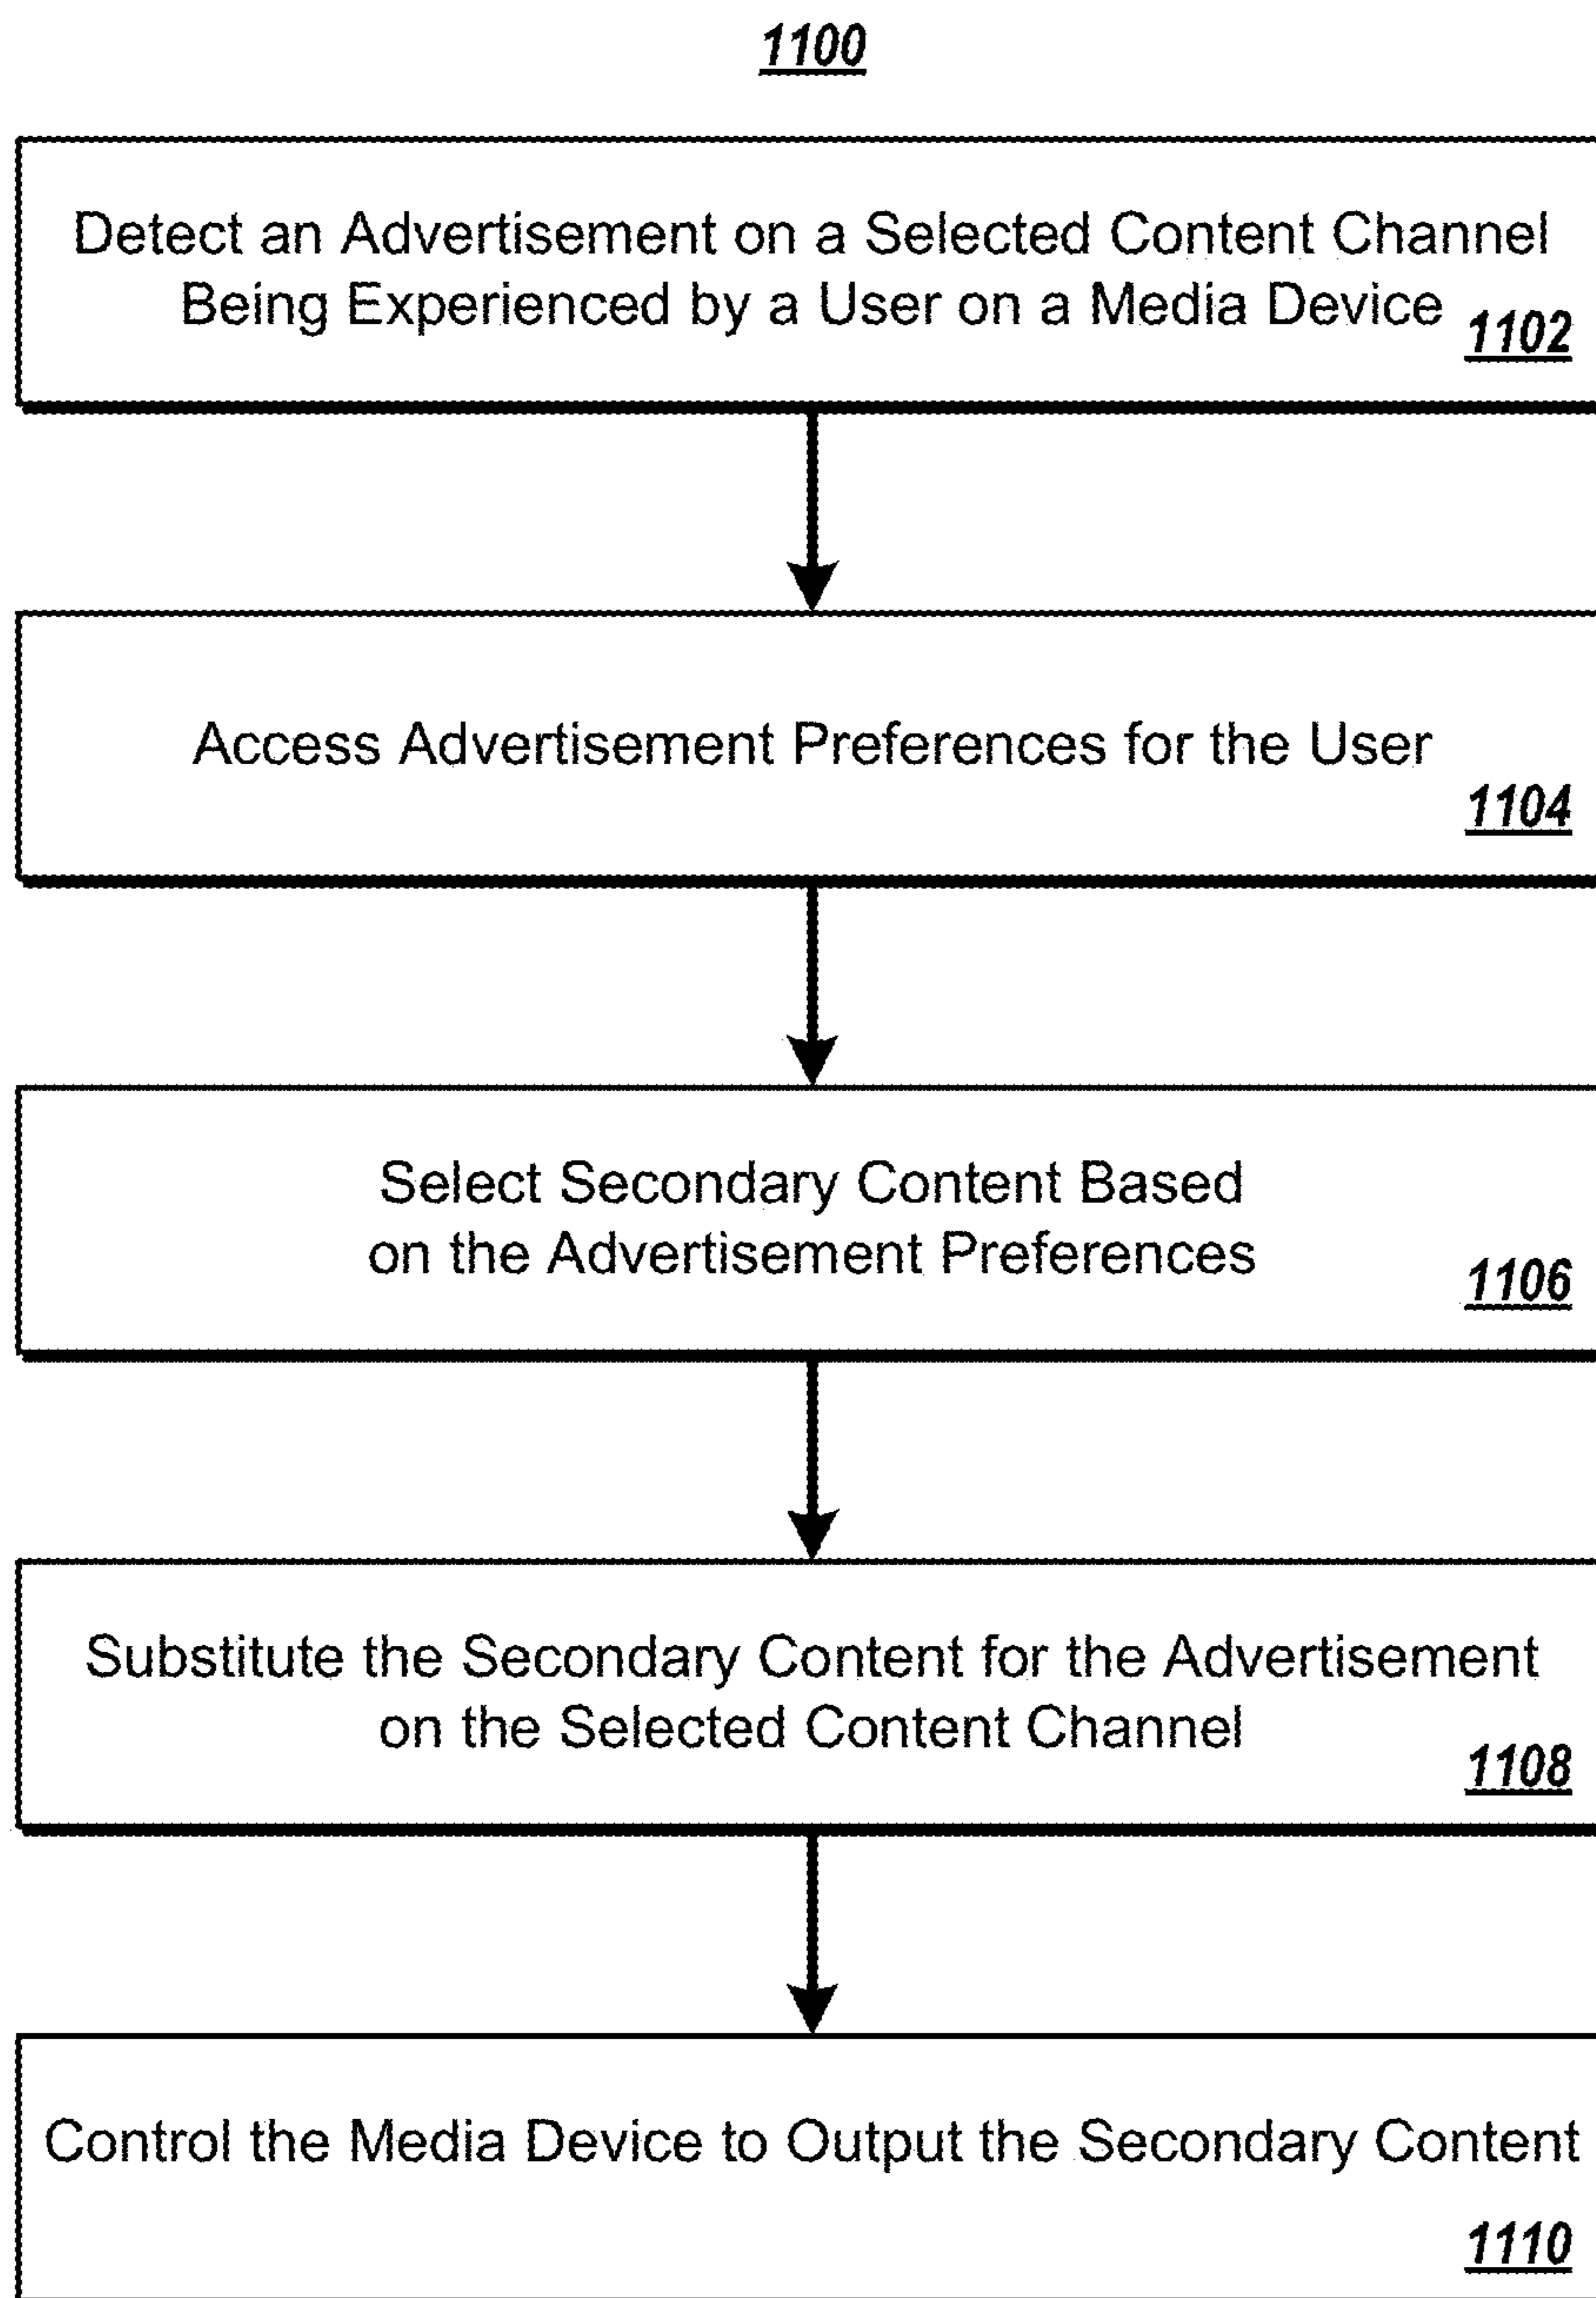 1100
Detect an Advertisement on a Selected Content Channel
Being Experienced by a User on a Media Device
1102
Access Advertisement Preferences for the User
1104
Select Secondary Content Based
on the Advertisement Preferences
1106
Substitute the Secondary Content for the Advertisement
on the Selected Content Channel
1108
Control the Media Device to Output the Secondary Content
1110